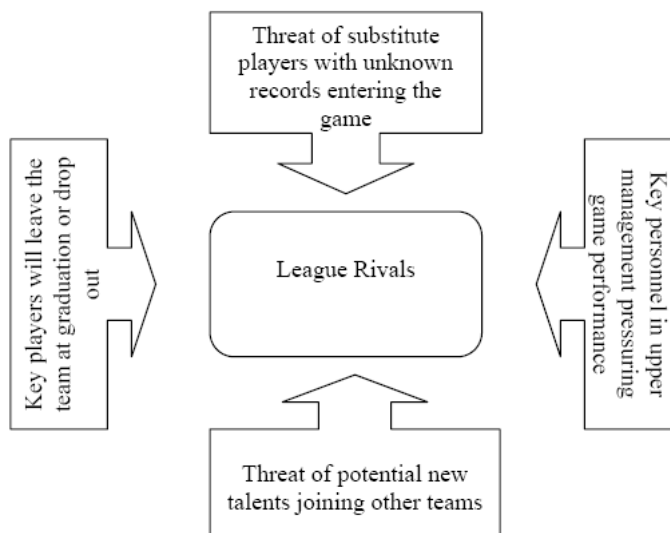 Threat of substitute
players with unknown
records entering the
game
Key players will leave the
team at graduation or drop
out
League Rivals
Key personnel in upper
management pressuring
game performance
Threat of potential new
talents joining other teams